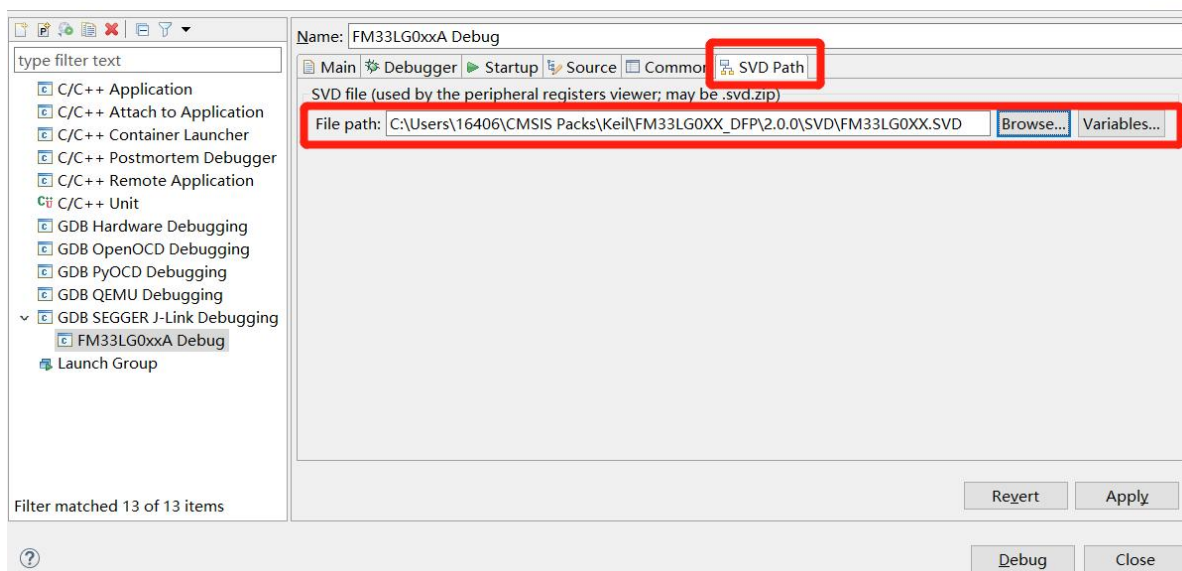 Name: FM33LG0xxA Debug
type filter text
Main Debugger Startup Source Common SVD Path
C/C++ Application
C/C++ Attach to Application
C/C++ Container Launcher
C/C++ Postmortem Debugger
C/C++ Remote Application
C/C++ Unit
GDB Hardware Debugging
GDB OpenOCD Debugging
GDB PyOCD Debugging
GDB QEMU Debugging
GDB SEGGER J-Link Debugging
FM33LG0xxA Debug
Launch Group
SVD file (used by the peripheral registers viewer; may be .svd.zip)
File path: C:\Users\16406\CMSIS Packs\Keil\FM33LG0XX_DFP\2.0.0\SVD\FM33LG0XX.SVD Browse... Variables...
Revert Apply
Filter matched 13 of 13 items
Debug Close